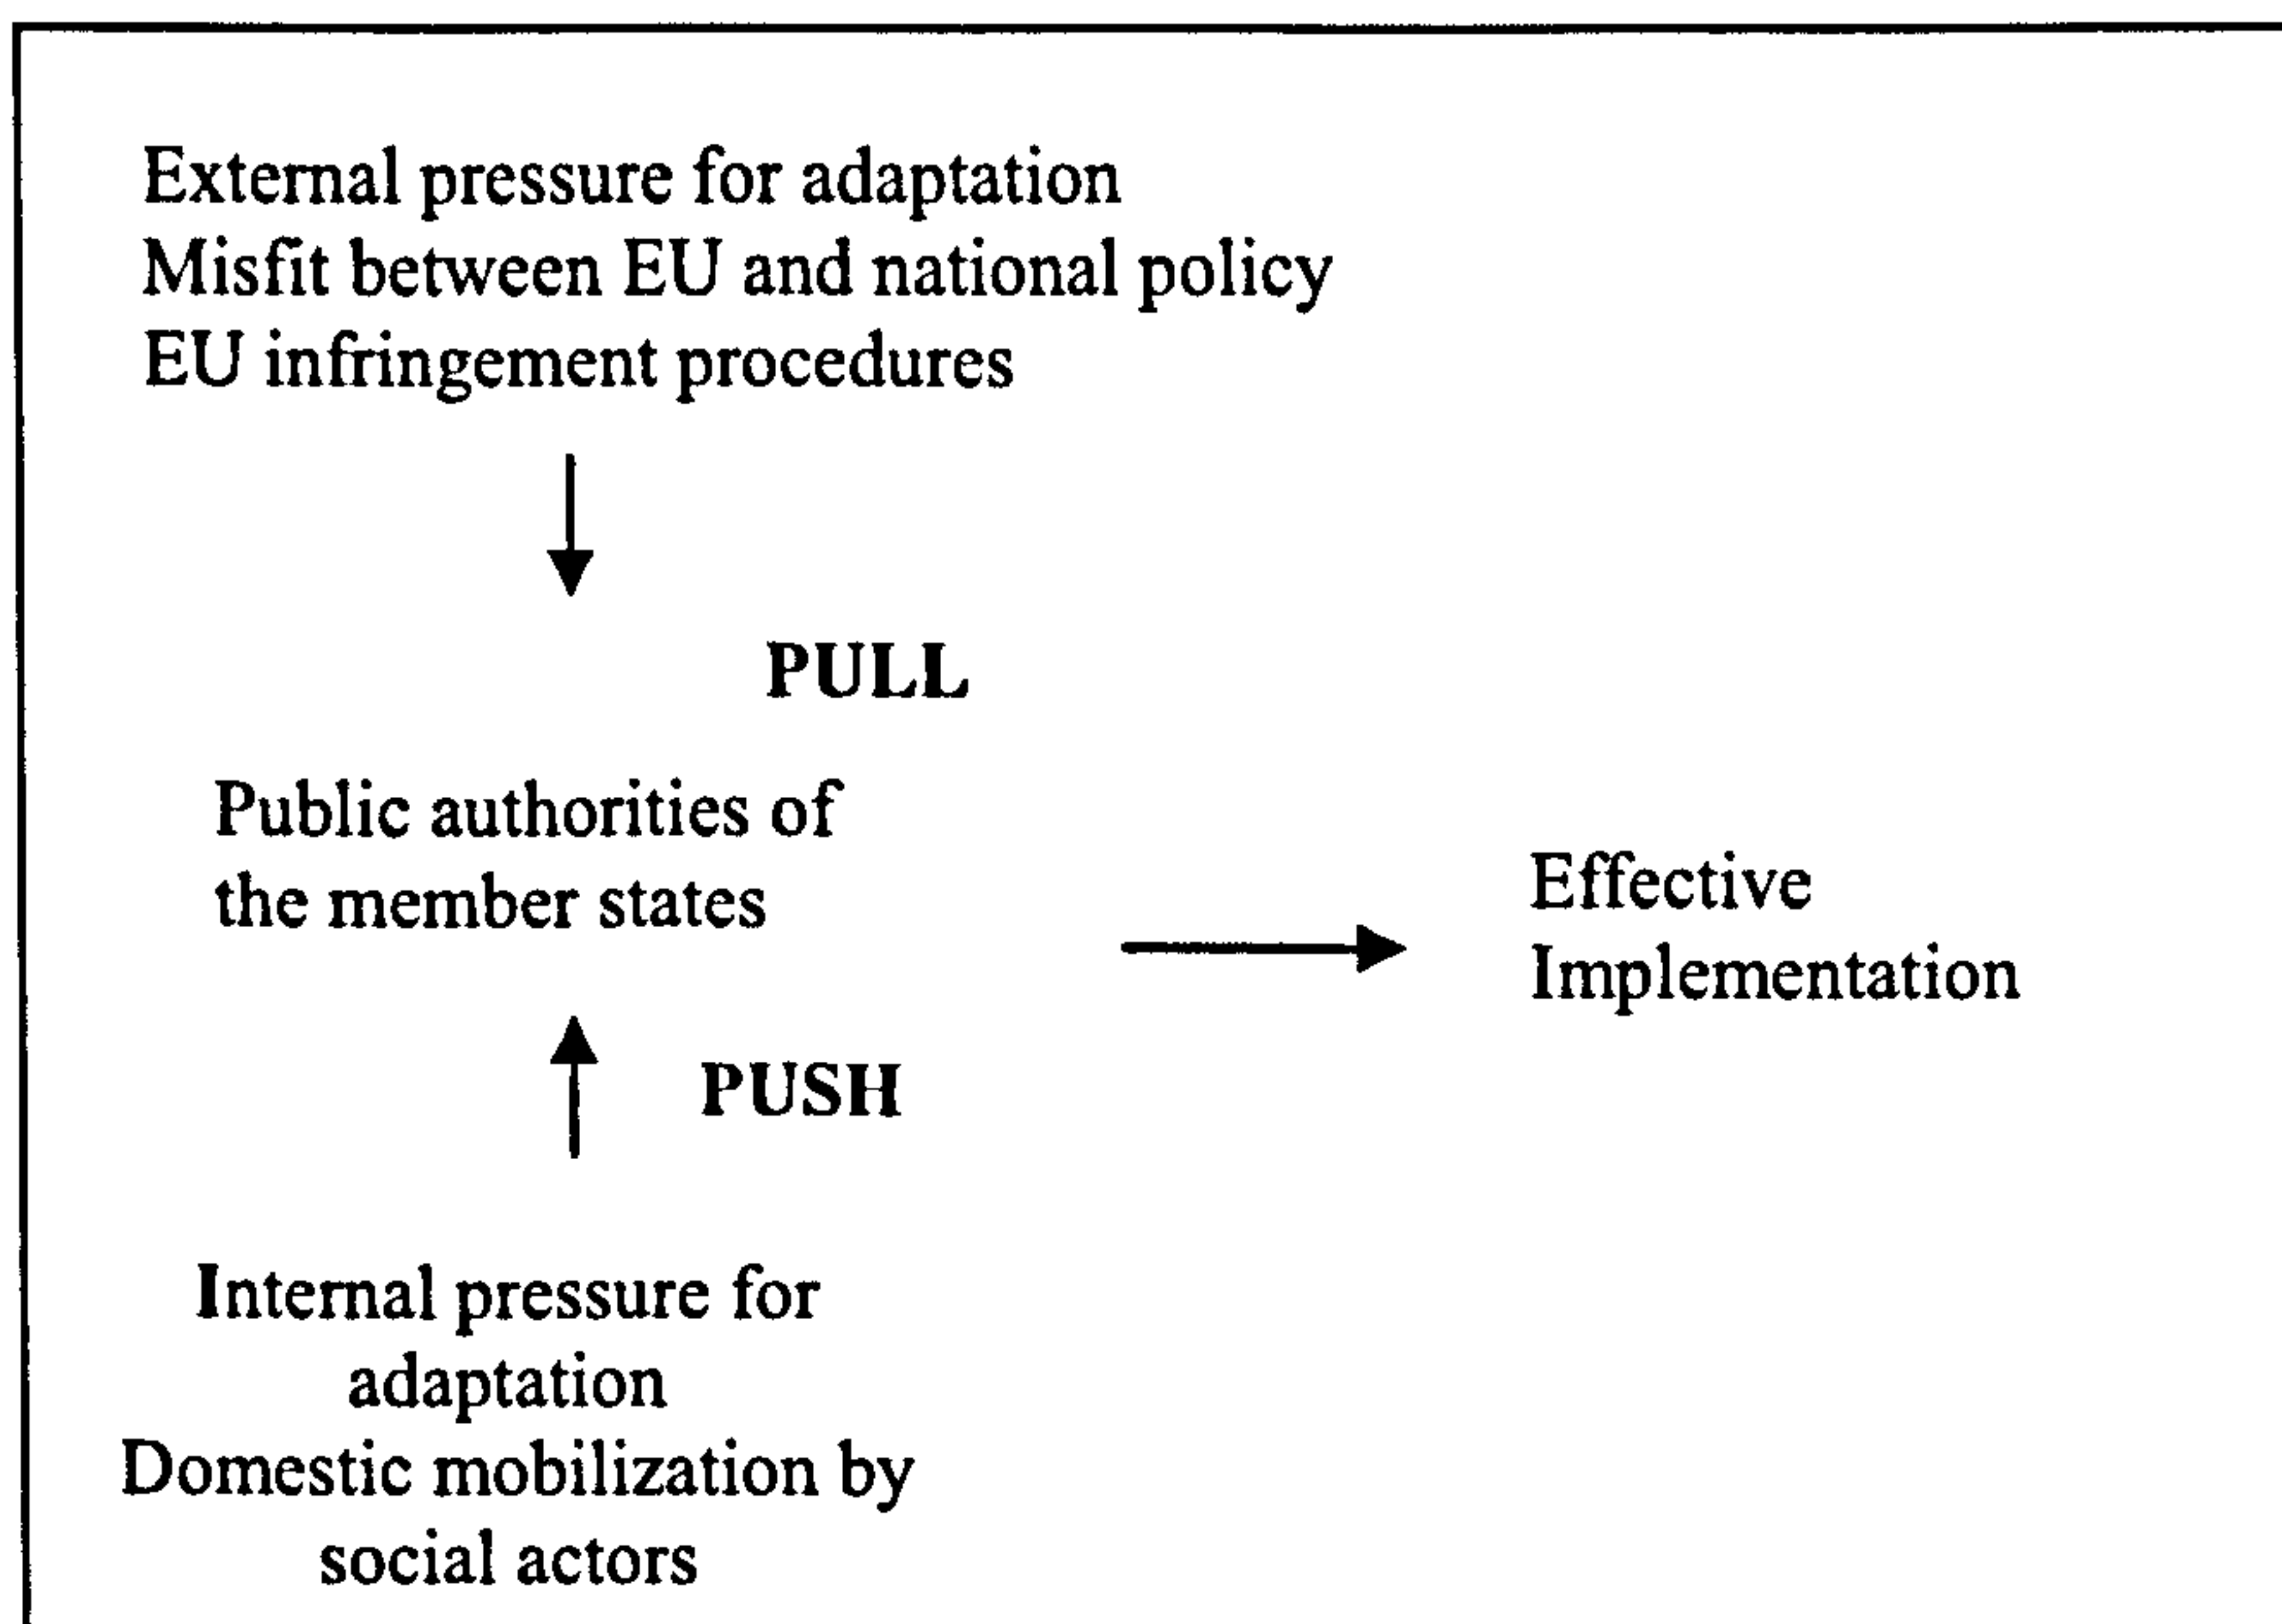 External pressure for adaptation
Misfit between EU and national policy
EU infringement procedures
PULL
Public authorities of
the member states
Effective
Implementation
PUSH
Internal pressure for
adaptation
Domestic mobilization by
social actors